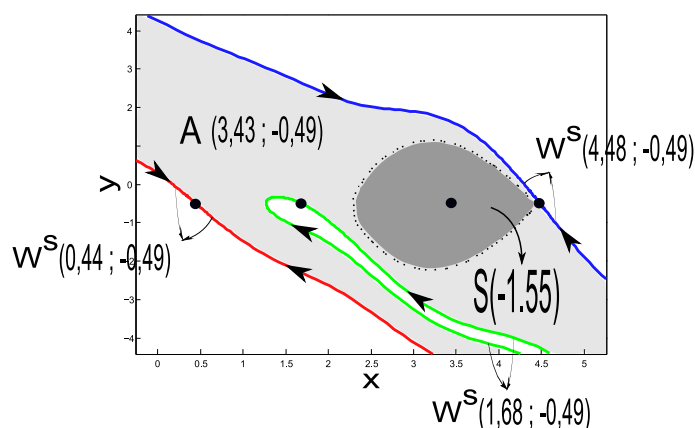 4
3
2
1
0
-1
-2
-3
-4
y
A (3,43 ; -0,49)
W^S(4,48 ; -0,49)
W^S(0,44 ; -0,49)
S(-1.55)
0 0.5 1 1.5 2 2.5 3 3.5 4 4.5 5
x
W^S(1,68 ; -0,49)